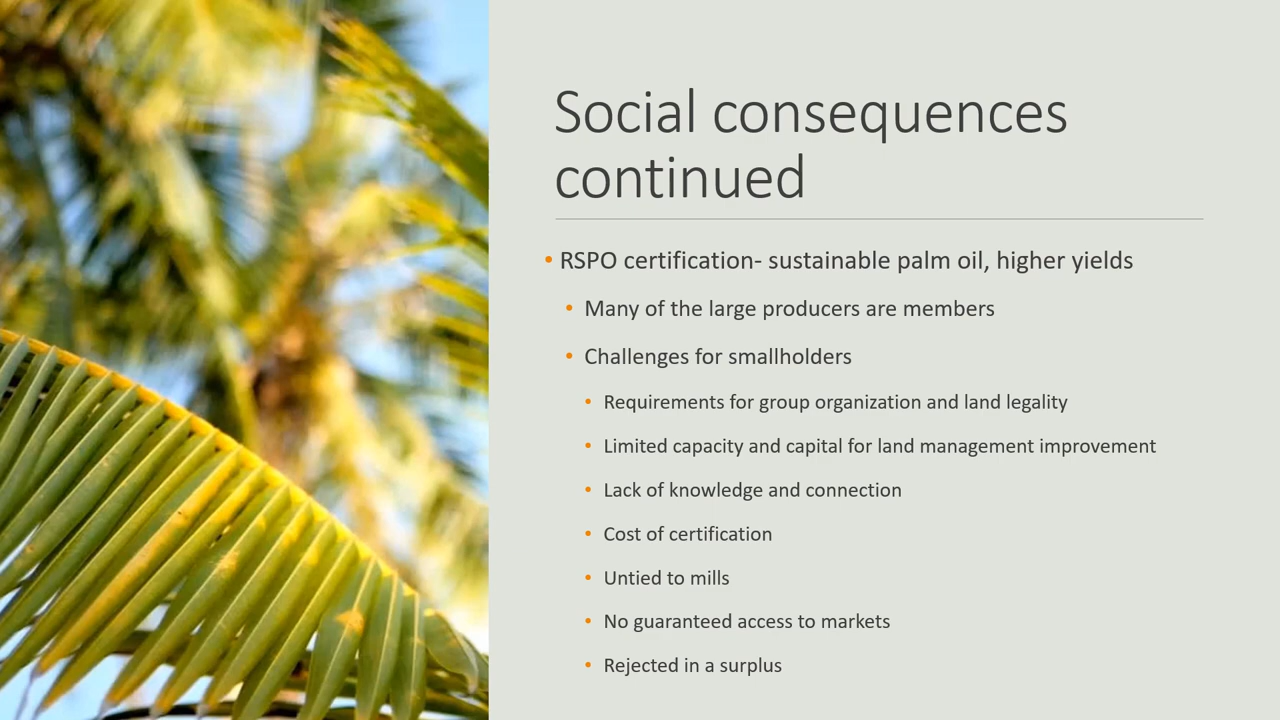 Social consequences
continued
• RSPO certification- sustainable palm oil, higher yields
• Many of the large producers are members
• Challenges for smallholders
• Requirements for group organization and land legality
• Limited capacity and capital for land management improvement
• Lack of knowledge and connection
• Cost of certification
• Untied to mills
• No guaranteed access to markets
• Rejected in a surplus